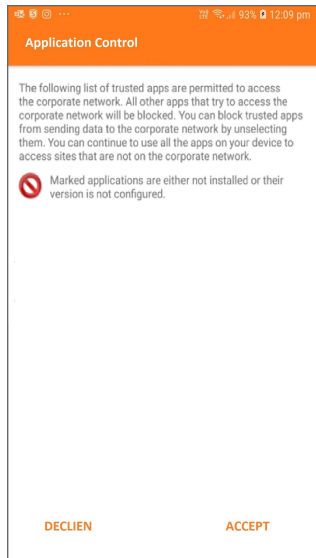 93% 12:09 pm
Application Control
The following list of trusted apps are permitted to access
the corporate network. All other apps that try to access the
corporate network will be blocked. You can block trusted apps
from sending data to the corporate network by unselecting
them. You can continue to use all the apps on your device to
access sites that are not on the corporate network.
Marked applications are either not installed or their
version is not configured.
DECLIEN ACCEPT